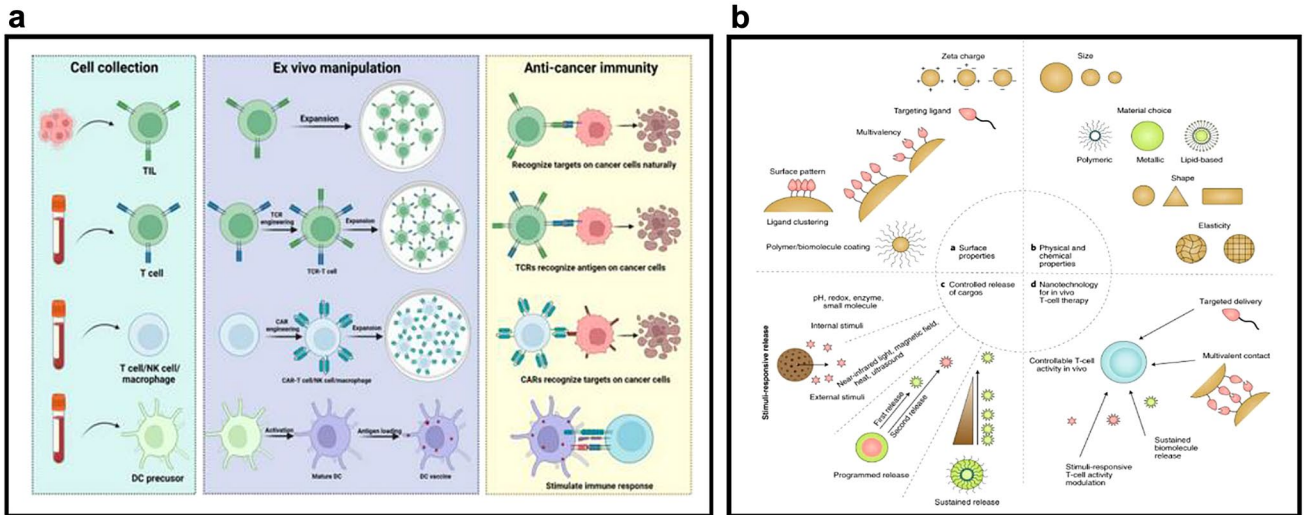 a
Cell collection
Ex vivo manipulation
Anti-cancer immunity
TIL
Expansion
Recognize targets on cancer cells naturally
T cell
TCR
engineering
TCR-T cell
Expansion
TCRs recognize antigen on cancer cells
T cell/NK cell/
macrophage
CAR
engineering
CAR-T cell/NK cell/macrophage
Expansion
CARs recognize targets on cancer cells
DC precusor
Activation
Mature DC
Antigen loading
DC vaccine
Stimulate immune response
b
Zeta charge
Targeting ligand
Multivalency
Surface pattern
Ligand clustering
Polymer/biomolecule coating
a Surface
properties
Size
Material choice
Polymeric
Metallic
Lipid-based
Shape
Elasticity
b Physical and
chemical
properties
c Controlled release
of cargos
Stimuli-responsive release
pH, redox, enzyme,
small molecule
Internal stimuli
Near-infrared light, magnetic field,
heat, ultrasound
External stimuli
First release
Second release
Programmed release
Sustained release
d Nanotechnology
for in vivo
T-cell therapy
Targeted delivery
Controllable T-cell
activity in vivo
Multivalent contact
Sustained
biomolecule
release
Stimuli-responsive
T-cell activity
modulation